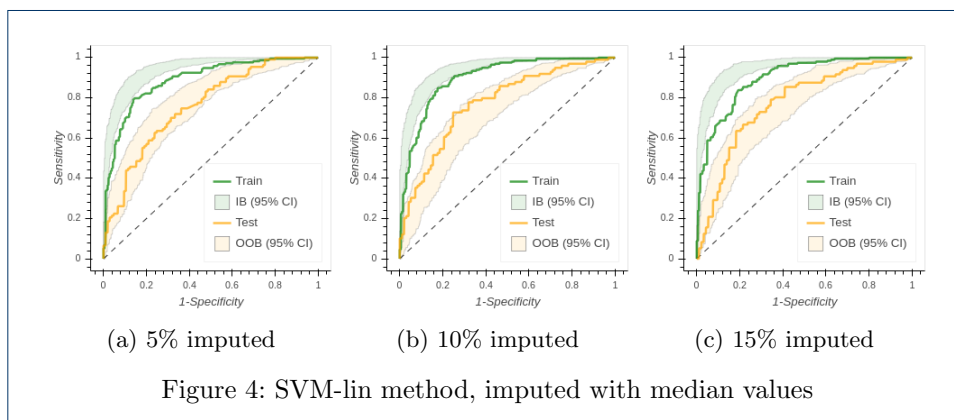 1
0.8
0.6
0.4
0.2
0
Sensitivity
Train
IB (95% CI)
Test
OOB (95% CI)
0 0.2 0.4 0.6 0.8 1
1-Specificity
(a) 5% imputed
1
0.8
0.6
0.4
0.2
0
Sensitivity
Train
IB (95% CI)
Test
OOB (95% CI)
0 0.2 0.4 0.6 0.8 1
1-Specificity
(b) 10% imputed
1
0.8
0.6
0.4
0.2
0
Sensitivity
Train
IB (95% CI)
Test
OOB (95% CI)
0 0.2 0.4 0.6 0.8 1
1-Specificity
(c) 15% imputed
Figure 4: SVM-lin method, imputed with median values